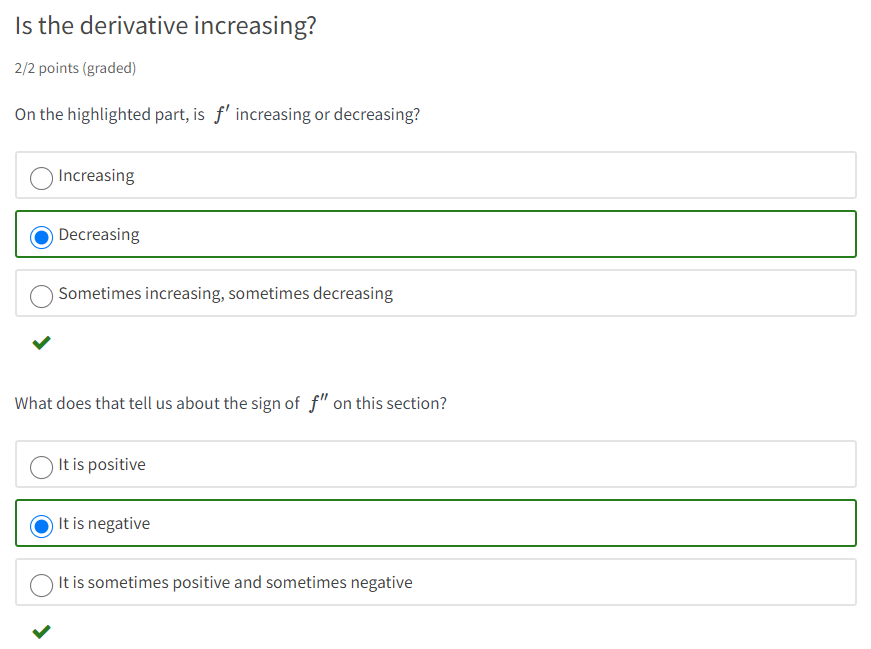 Is the derivative increasing?
2/2 points (graded)
On the highlighted part, is f′ increasing or decreasing?
Increasing
Decreasing
Sometimes increasing, sometimes decreasing
What does that tell us about the sign of f″ on this section?
It is positive
It is negative
It is sometimes positive and sometimes negative